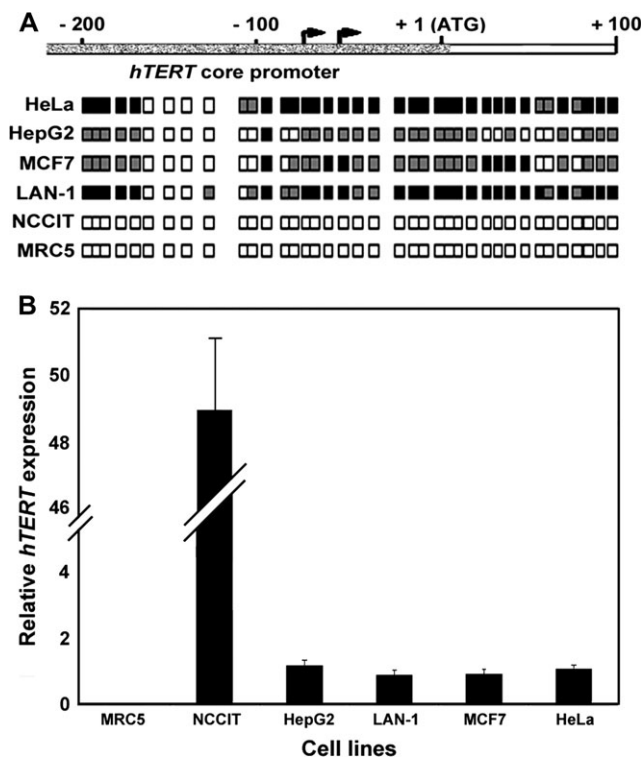 A
- 200
- 100
+ 1 (ATG)
+ 100
hTERT core promoter
HeLa
HepG2
MCF7
LAN-1
NCCIT
MRC5
B
Relative hTERT expression
52
50
48
46
4
2
0
MRC5 NCCIT HepG2 LAN-1 MCF7 HeLa
Cell lines